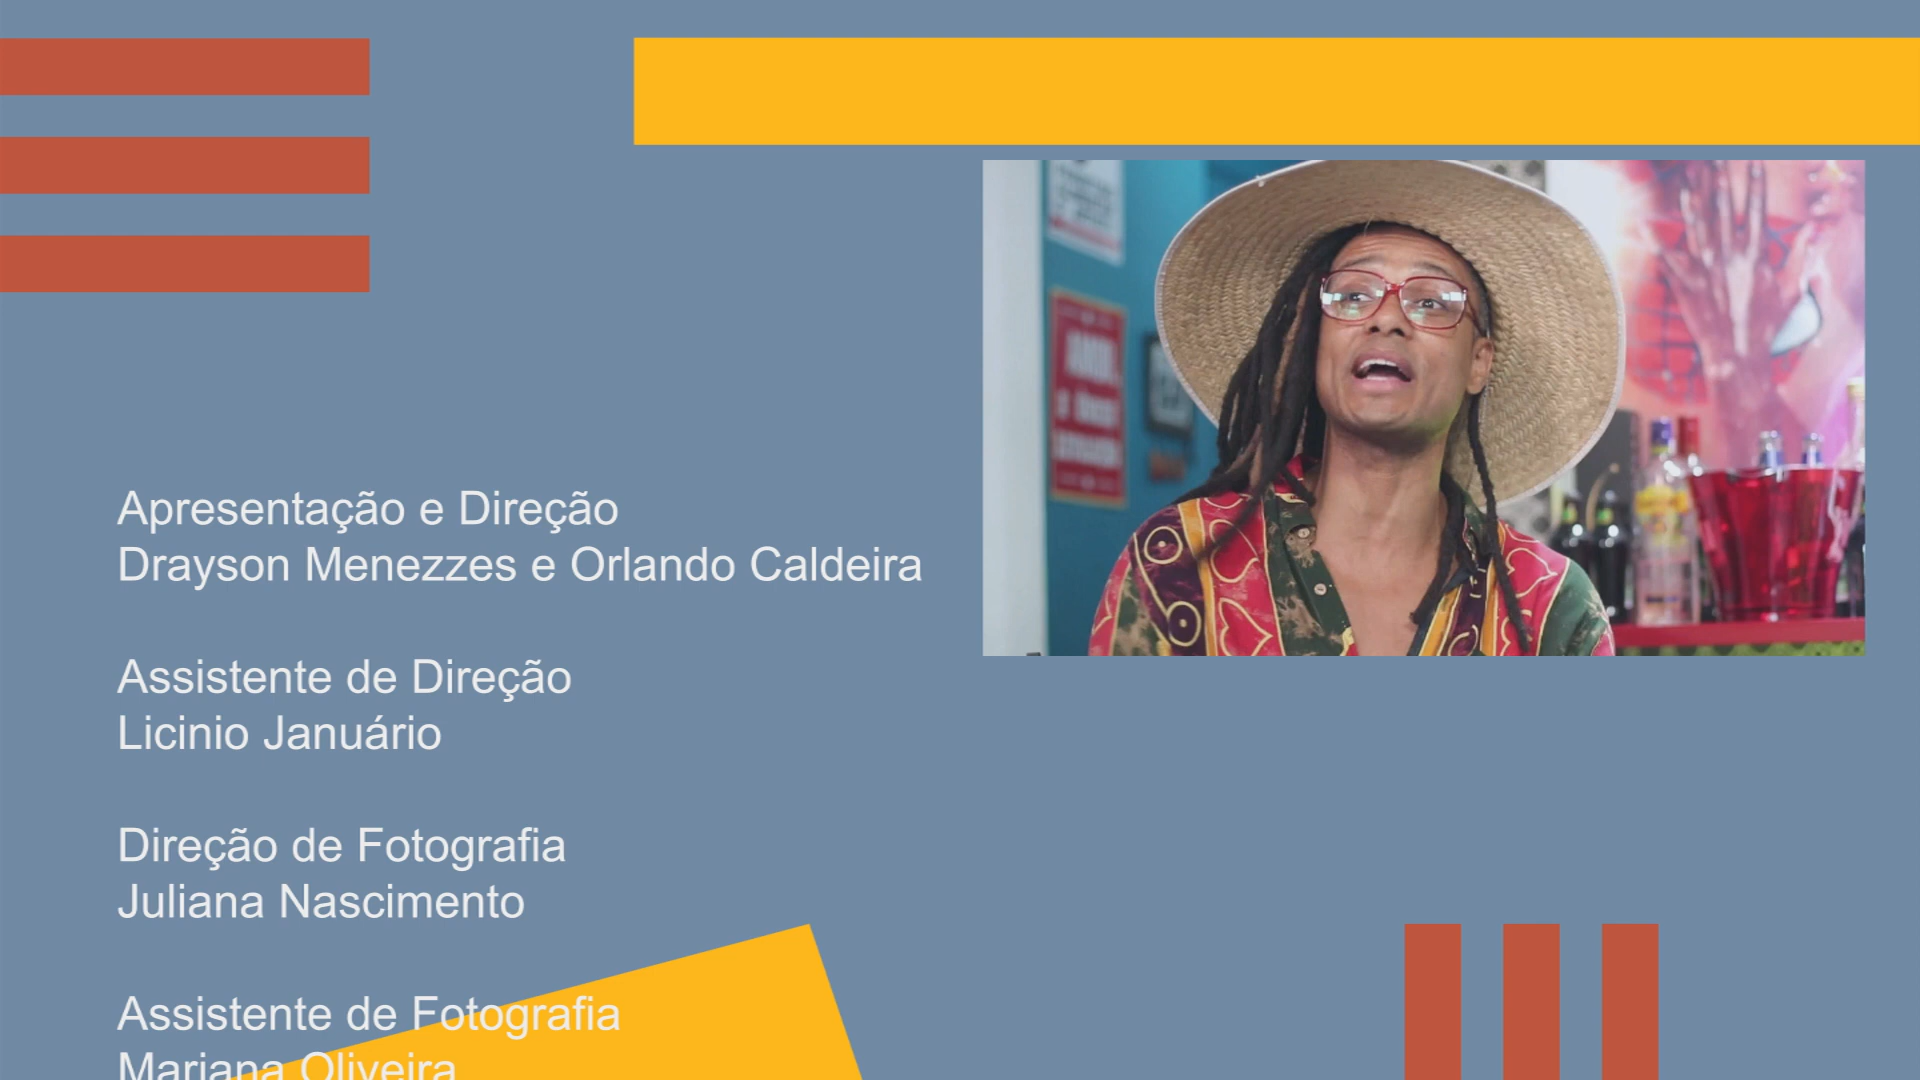 Apresentação e Direção
Drayson Menezzes e Orlando Caldeira
Assistente de Direção
Licinio Januário
Direção de Fotografia
Juliana Nascimento
Assistente de Fotografia
Mariana Oliveira